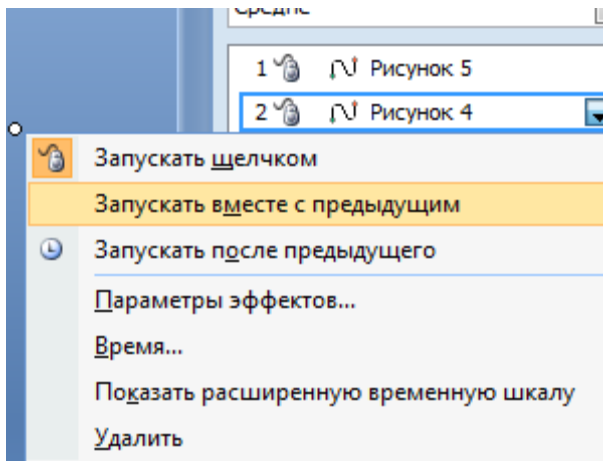 Средне
1 Рисунок 5
2 Рисунок 4
Запускать щелчком
Запускать вместе с предыдущим
Запускать после предыдущего
Параметры эффектов...
Время...
Показать расширенную временную шкалу
Удалить